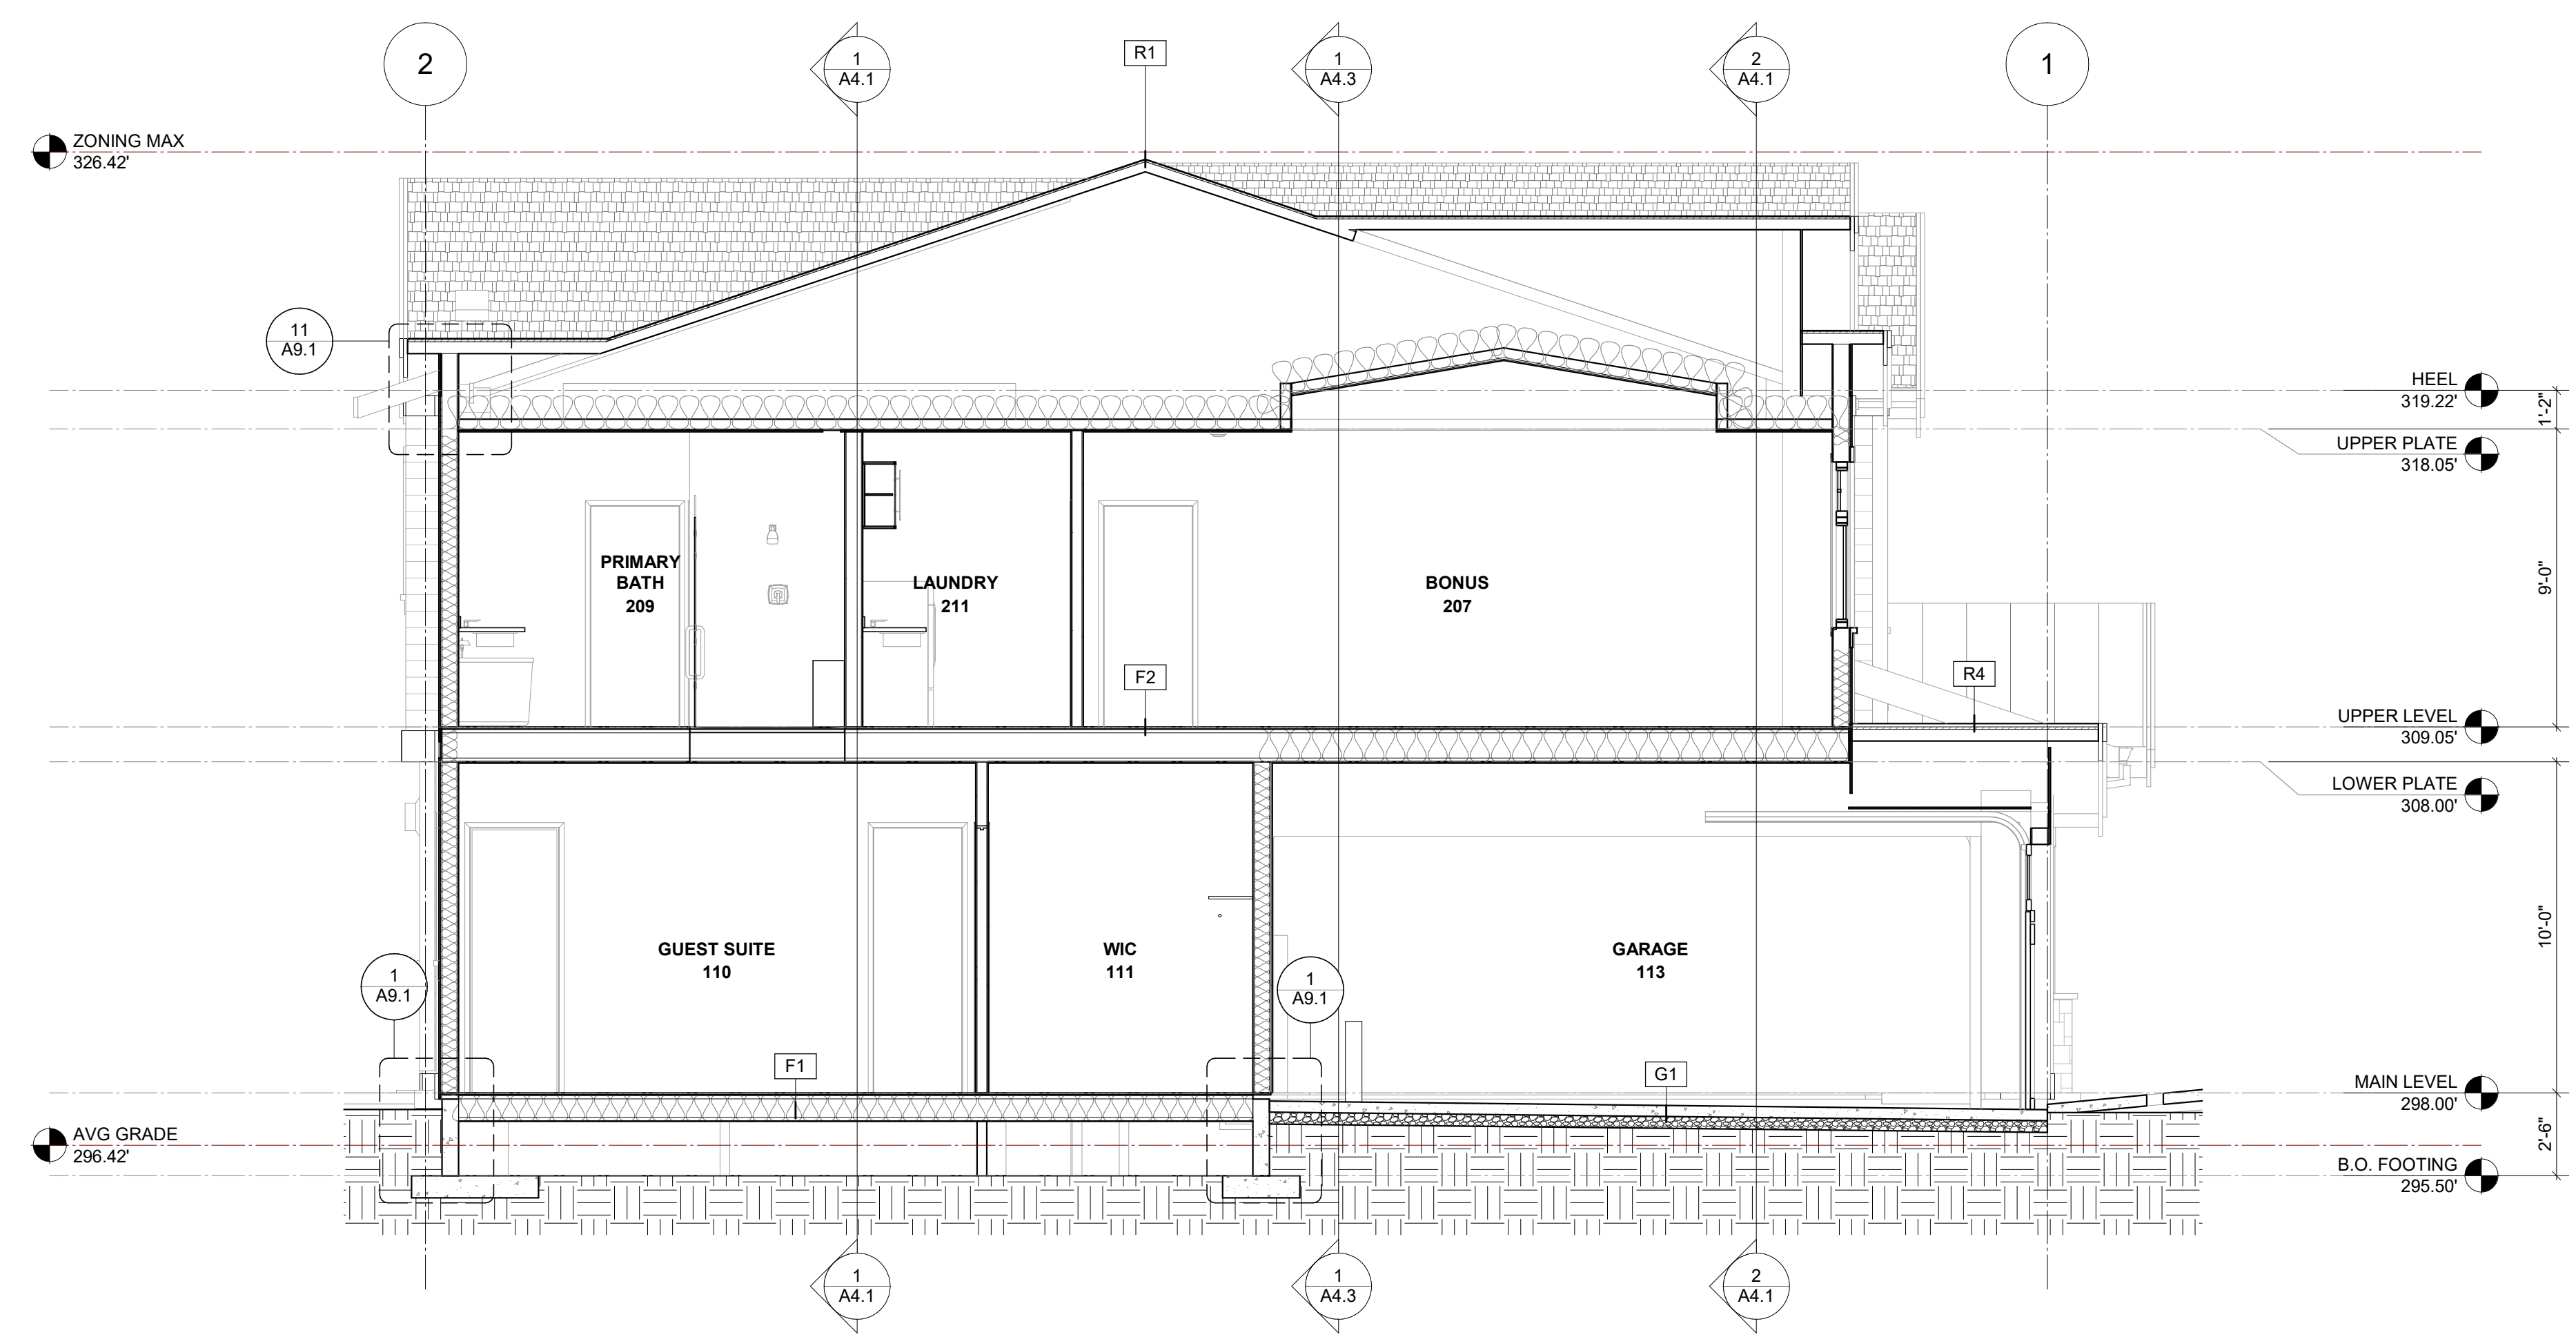 2
1
A4.1
R1
1
A4.3
2
A4.1
1
ZONING MAX
326.42'
11
A9.1
HEEL
319.22'
1'-2"
UPPER PLATE
318.05'
PRIMARY
BATH
209
LAUNDRY
211
BONUS
207
9'-0"
F2
R4
UPPER LEVEL
309.05'
LOWER PLATE
308.00'
GUEST SUITE
110
WIC
111
GARAGE
113
10'-0"
1
A9.1
1
A9.1
F1
G1
MAIN LEVEL
298.00'
AVG GRADE
296.42'
2'-6"
B.O. FOOTING
295.50'
1
A4.1
1
A4.3
2
A4.1